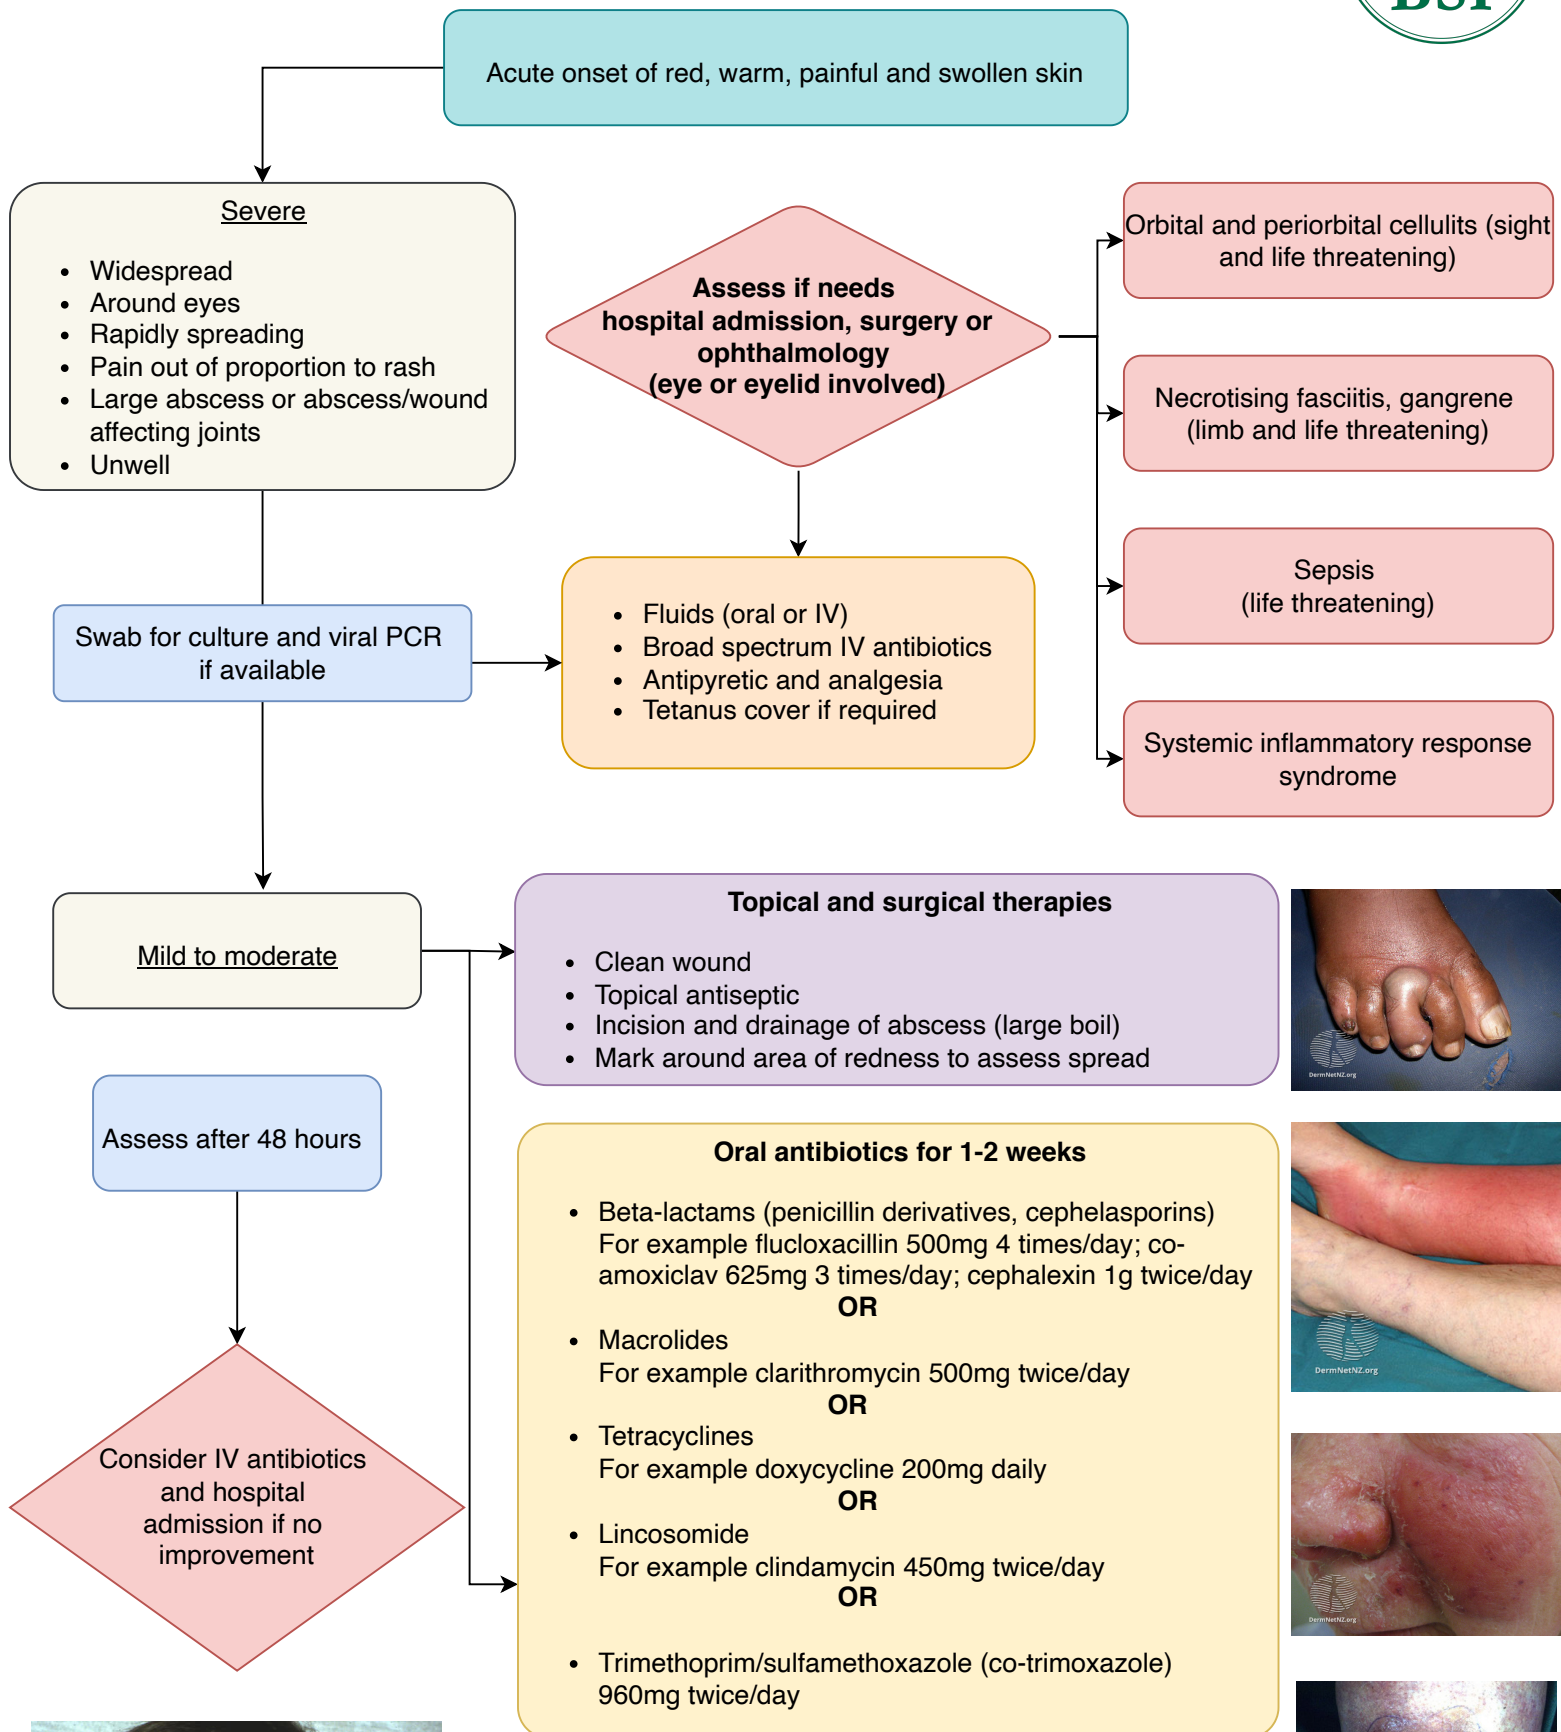 BSF
Acute onset of red, warm, painful and swollen skin
Severe
• Widespread
• Around eyes
• Rapidly spreading
• Pain out of proportion to rash
• Large abscess or abscess/wound
affecting joints
• Unwell
Assess if needs
hospital admission, surgery or
ophthalmology
(eye or eyelid involved)
Orbital and periorbital cellulits (sight
and life threatening)
Necrotising fasciitis, gangrene
(limb and life threatening)
Sepsis
(life threatening)
Systemic inflammatory response
syndrome
Swab for culture and viral PCR
if available
• Fluids (oral or IV)
• Broad spectrum IV antibiotics
• Antipyretic and analgesia
• Tetanus cover if required
Mild to moderate
Topical and surgical therapies
• Clean wound
• Topical antiseptic
• Incision and drainage of abscess (large boil)
• Mark around area of redness to assess spread
DermNetNZ.org
Assess after 48 hours
Consider IV antibiotics
and hospital
admission if no
improvement
Oral antibiotics for 1-2 weeks
• Beta-lactams (penicillin derivatives, cephelasporins)
For example flucloxacillin 500mg 4 times/day; co-
amoxiclav 625mg 3 times/day; cephalexin 1g twice/day
OR
• Macrolides
For example clarithromycin 500mg twice/day
OR
• Tetracyclines
For example doxycycline 200mg daily
OR
• Lincosomide
For example clindamycin 450mg twice/day
OR
• Trimethoprim/sulfamethoxazole (co-trimoxazole)
960mg twice/day
DermNetNZ.org
DermNetNZ.org